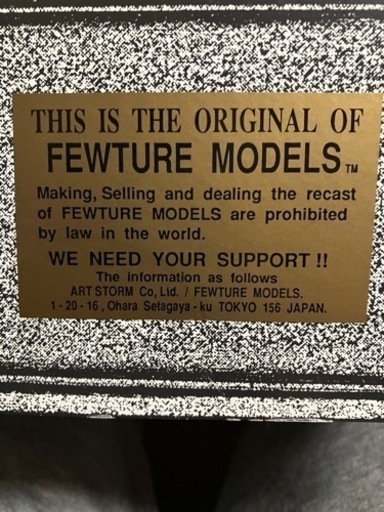 THIS IS THE ORIGINAL OF
FEWTURE MODELS TM
Making, Selling and dealing the recast
of FEWTURE MODELS are prohibited
by law in the world.
WE NEED YOUR SUPPORT !!
The information as follows
ART STORM Co, Ltd. / FEWTURE MODELS.
1 - 20 - 16 , Ohara Setagaya - ku TOKYO 156 JAPAN.